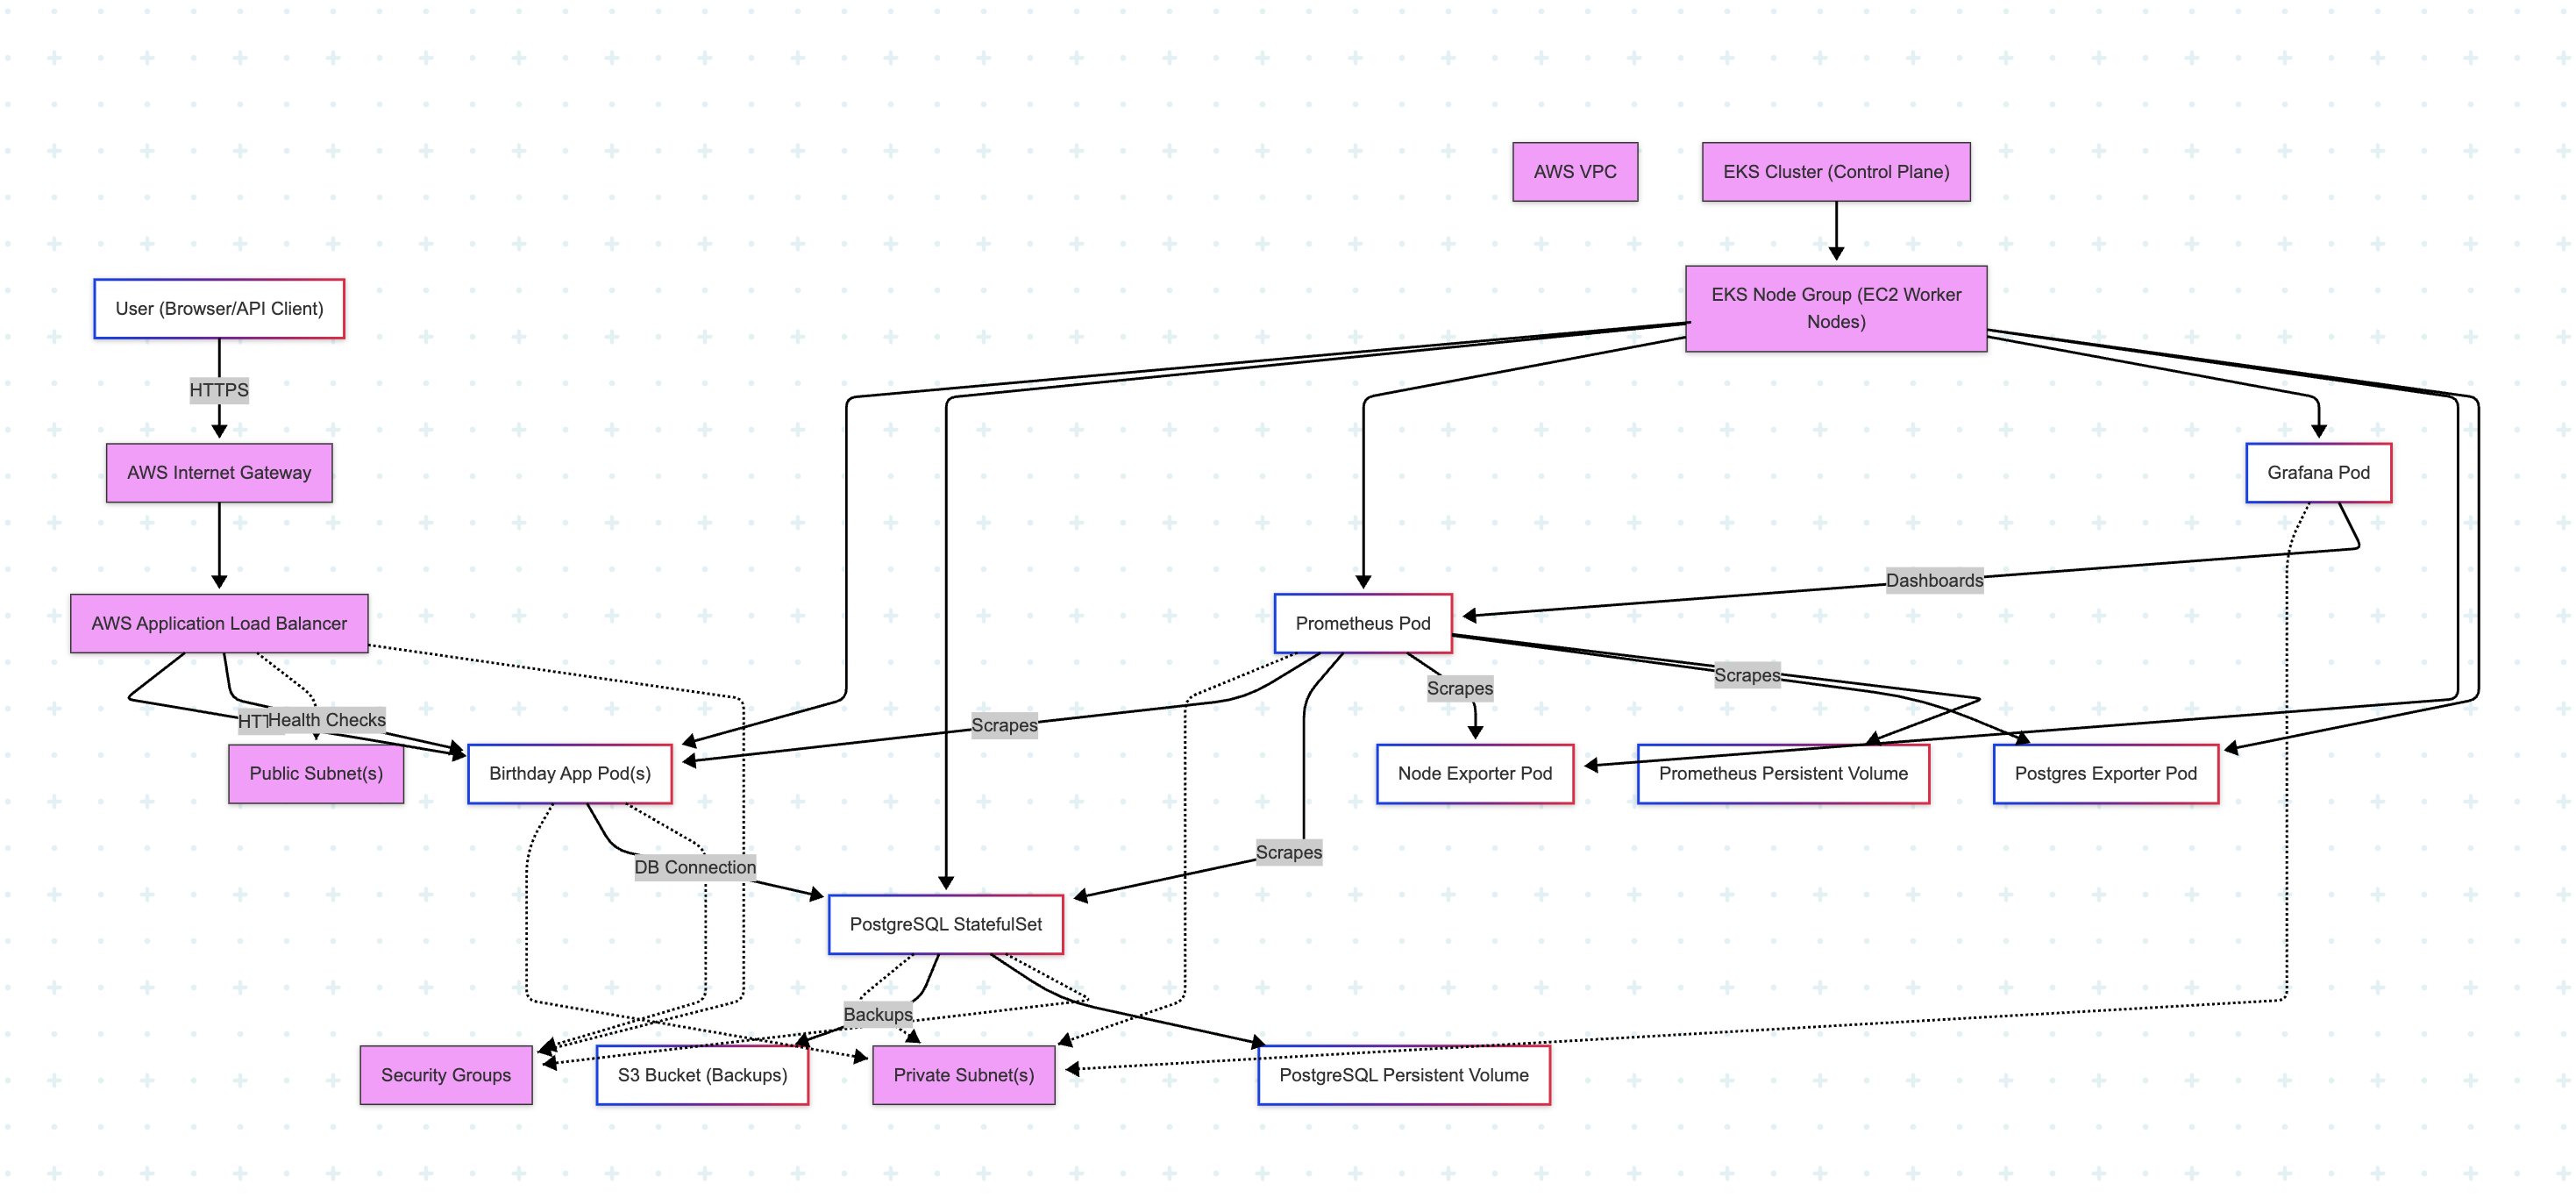 AWS VPC
EKS Cluster (Control Plane)
User (Browser/API Client)
EKS Node Group (EC2 Worker
Nodes)
HTTPS
AWS Internet Gateway
Grafana Pod
Dashboards
AWS Application Load Balancer
Prometheus Pod
Scrapes
Scrapes
Health Checks
Scrapes
Public Subnet(s)
Birthday App Pod(s)
Node Exporter Pod
Prometheus Persistent Volume
Postgres Exporter Pod
DB Connection
Scrapes
PostgreSQL StatefulSet
Backups
Security Groups
S3 Bucket (Backups)
Private Subnet(s)
PostgreSQL Persistent Volume